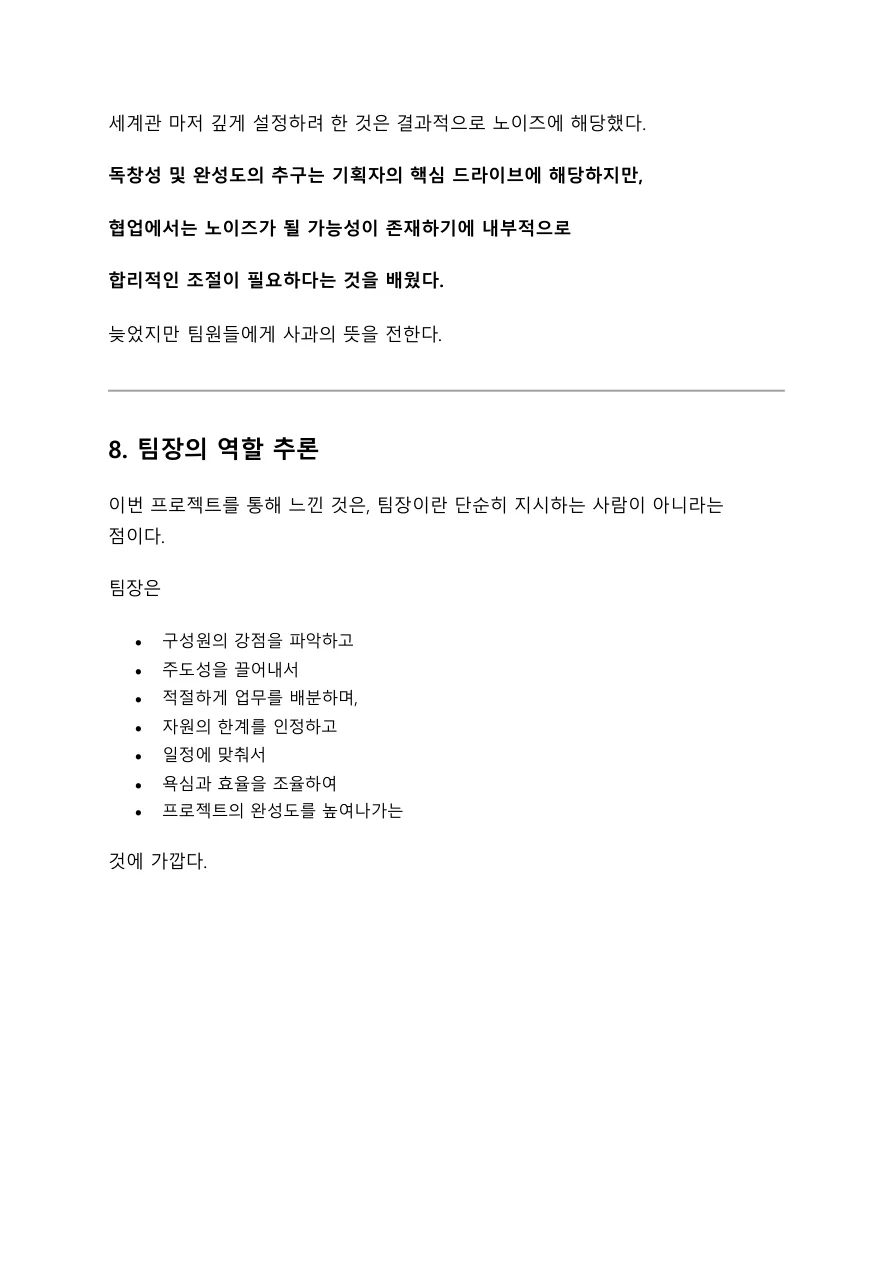 세계관 마저 깊게 설정하려 한 것은 결과적으로 노이즈에 해당했다.
독창성 및 완성도의 추구는 기획자의 핵심 드라이브에 해당하지만,
협업에서는 노이즈가 될 가능성이 존재하기에 내부적으로
합리적인 조절이 필요하다는 것을 배웠다.
늦었지만 팀원들에게 사과의 뜻을 전한다.
8. 팀장의 역할 추론
이번 프로젝트를 통해 느낀 것은, 팀장이란 단순히 지시하는 사람이 아니라는
점이다.
팀장은
• 구성원의 강점을 파악하고
• 주도성을 끌어내서
• 적절하게 업무를 배분하며,
• 자원의 한계를 인정하고
• 일정에 맞춰서
• 욕심과 효율을 조율하여
• 프로젝트의 완성도를 높여나가는
것에 가깝다.